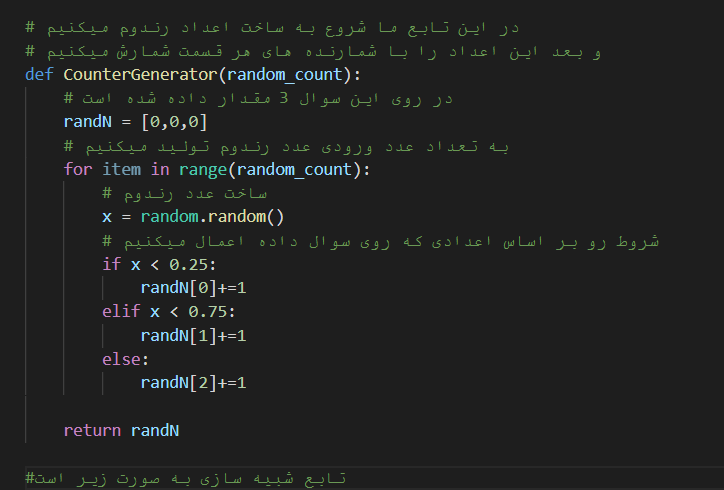 # در این تابع ما شروع به ساخت اعداد رندوم میکنیم
# و بعد این اعداد را با شمارنده های هر قسمت شمارش میکنیم
def CounterGenerator(random_count):
    # در روی این سوال 3 مقدار داده شده است
    randN = [0,0,0]
    # به تعداد عدد ورودی عدد رندوم تولید میکنیم
    for item in range(random_count):
        # ساخت عدد رندوم
        x = random.random()
        # شروط رو بر اساس اعدادی که روی سوال داده اعمال میکنیم
        if x < 0.25:
            randN[0]+=1
        elif x < 0.75:
            randN[1]+=1
        else:
            randN[2]+=1
    return randN
#تابع شبیه سازی به صورت زیر است